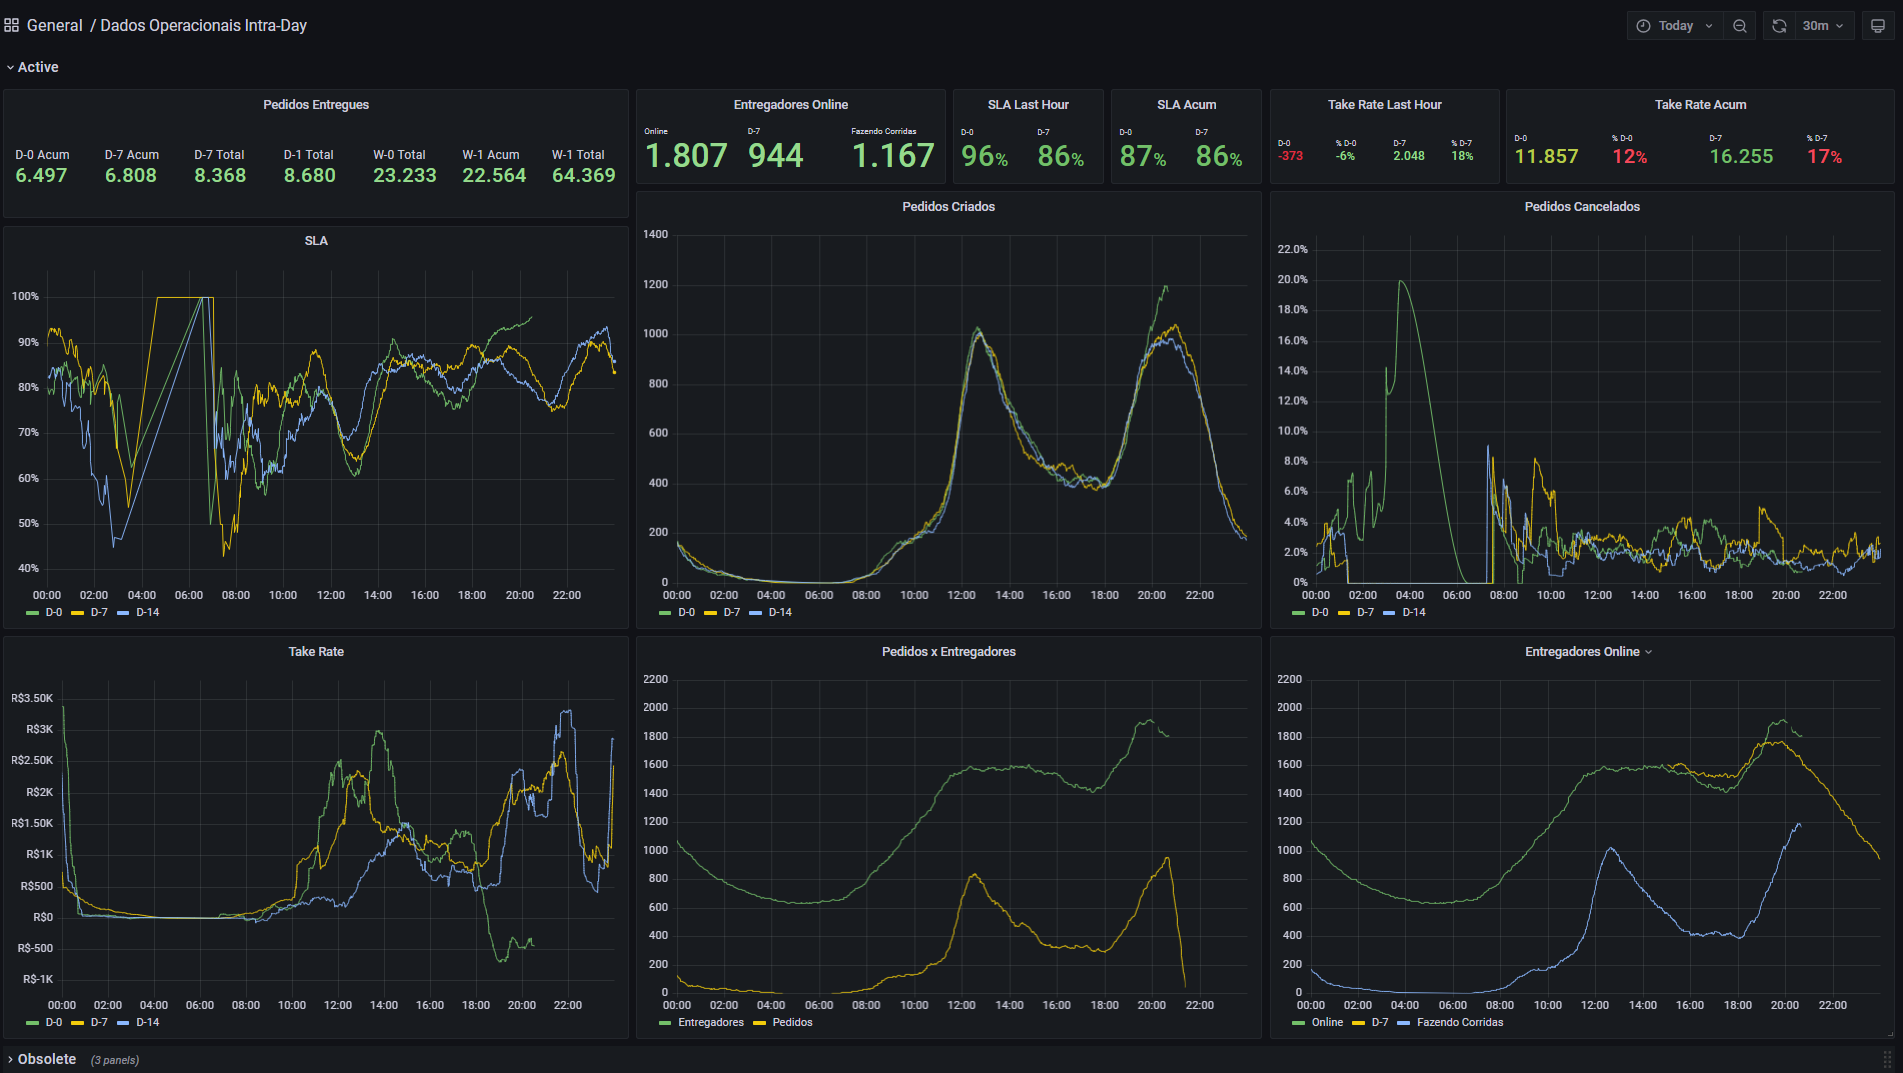 General / Dados Operacionais Intra-Day
Today
30m
Active
Pedidos Entregues
D-0 Acum D-7 Acum D-7 Total D-1 Total W-0 Total W-1 Acum W-1 Total
6.497 6.808 8.368 8.680 23.233 22.564 64.369
Entregadores Online
Online D-7 Fazendo Corridas
1.807 944 1.167
SLA Last Hour
D-0 D-7
96% 86%
SLA Acum
D-0 D-7
87% 86%
Take Rate Last Hour
D-0 % D-0 D-7 % D-7
-373 -6% 2.048 18%
Take Rate Acum
D-0 % D-0 D-7 % D-7
11.857 12% 16.255 17%
SLA
100%
90%
80%
70%
60%
50%
40%
00:00 02:00 04:00 06:00 08:00 10:00 12:00 14:00 16:00 18:00 20:00 22:00
D-0 D-7 D-14
Pedidos Criados
1400
1200
1000
800
600
400
200
0
00:00 02:00 04:00 06:00 08:00 10:00 12:00 14:00 16:00 18:00 20:00 22:00
D-0 D-7 D-14
Pedidos Cancelados
22.0%
20.0%
18.0%
16.0%
14.0%
12.0%
10.0%
8.0%
6.0%
4.0%
2.0%
0%
00:00 02:00 04:00 06:00 08:00 10:00 12:00 14:00 16:00 18:00 20:00 22:00
D-0 D-7 D-14
Take Rate
R$3.50K
R$3K
R$2.50K
R$2K
R$1.50K
R$1K
R$500
R$0
R$-500
R$-1K
00:00 02:00 04:00 06:00 08:00 10:00 12:00 14:00 16:00 18:00 20:00 22:00
D-0 D-7 D-14
Pedidos x Entregadores
2200
2000
1800
1600
1400
1200
1000
800
600
400
200
0
00:00 02:00 04:00 06:00 08:00 10:00 12:00 14:00 16:00 18:00 20:00 22:00
Entregadores Pedidos
Entregadores Online
2200
2000
1800
1600
1400
1200
1000
800
600
400
200
0
00:00 02:00 04:00 06:00 08:00 10:00 12:00 14:00 16:00 18:00 20:00 22:00
Online D-7 Fazendo Corridas
Obsolete (3 panels)